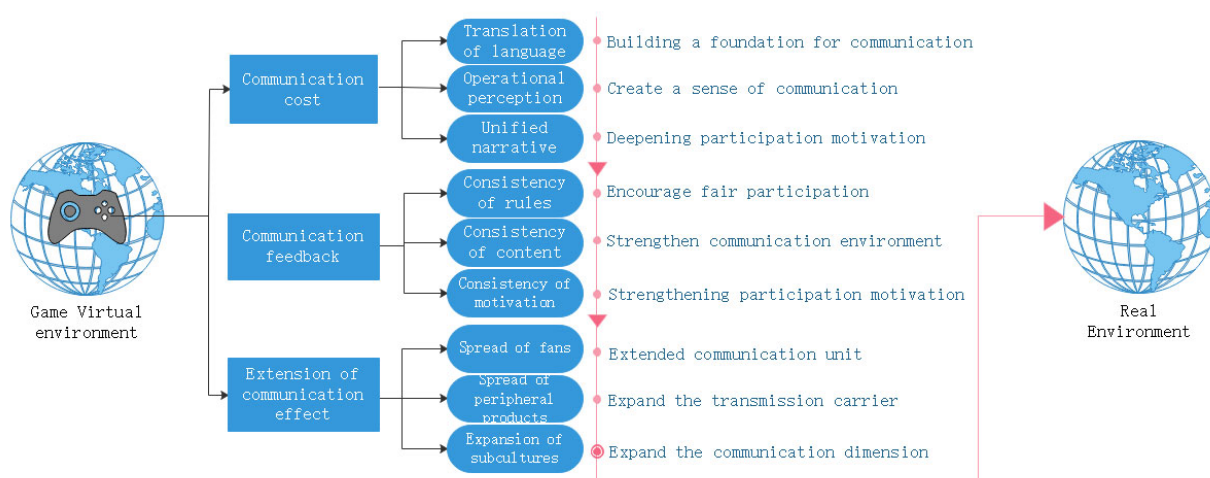 Translation
of language
Building a foundation for communication
Communication
cost
Operational
perception
Create a sense of communication
Unified
narrative
Deepening participation motivation
Consistency
of rules
Encourage fair participation
Communication
feedback
Consistency
of content
Strengthen communication environment
Consistency of
motivation
Strengthening participation motivation
Game Virtual
environment
Real
Environment
Spread of fans
Extended communication unit
Extension of
communication
effect
Spread of
peripheral
products
Expand the transmission carrier
Expansion of
subcultures
Expand the communication dimension